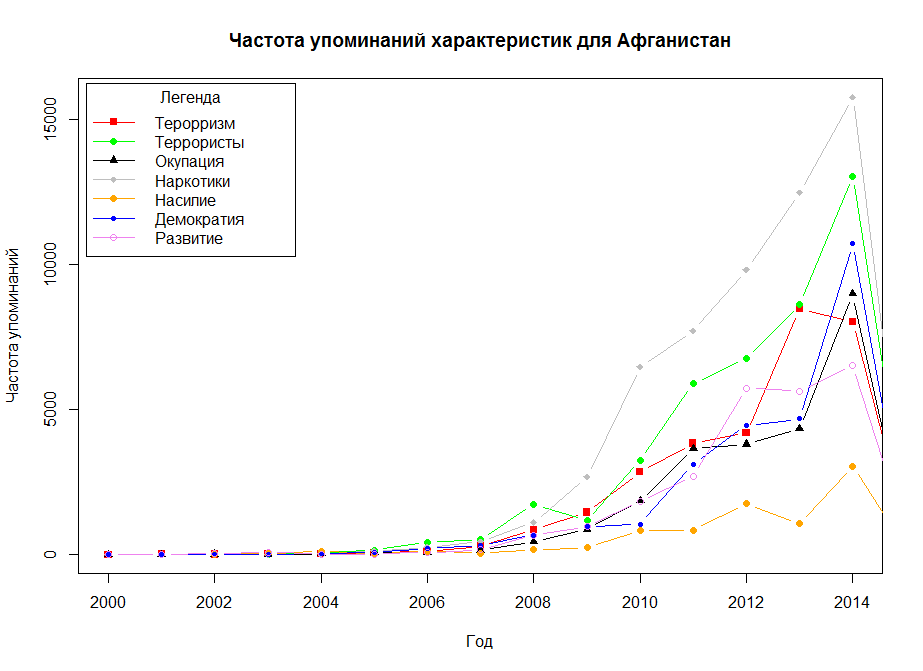 Частота упоминаний характеристик для Афганистан
Легенда
Терорризм
Террористы
Окупация
Наркотики
Насилие
Демократия
Развитие
Частота упоминаний
15000
10000
5000
0
2000 2002 2004 2006 2008 2010 2012 2014
Год